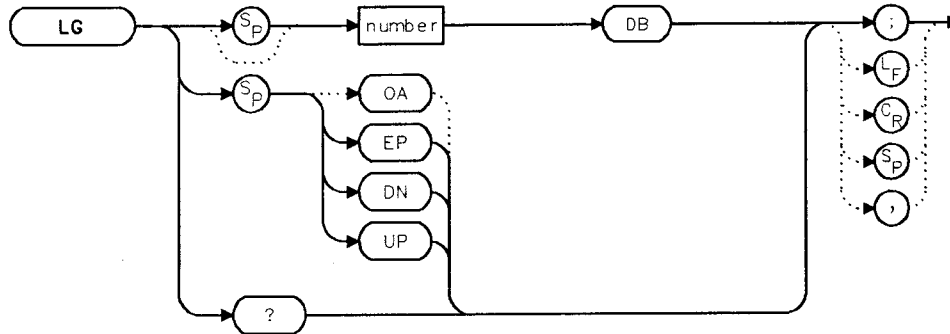 LG SP number DB ;
LF
SP OA CR
EP SP
DN ,
UP
?